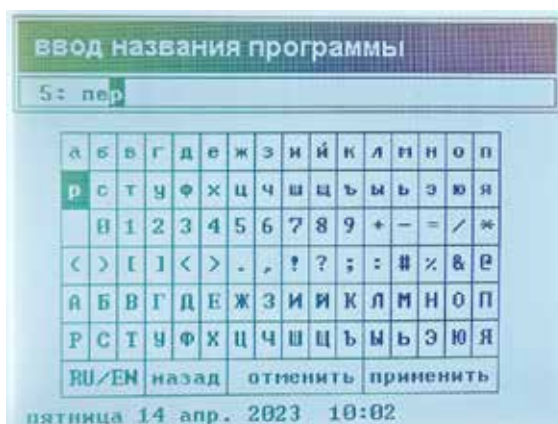 ввод названия программы
5: пер
а б в г д е ж з и й к л м н о п
р с т у ф х ц ч ш щ ъ ы ь э ю я
0 1 2 3 4 5 6 7 8 9 + - = / *
( ) [ ] < > . , ! ? ; : # % & @
А Б В Г Д Е Ж З И Й К Л М Н О П
Р С Т У Ф Х Ц Ч Ш Щ Ъ Ы Ь Э Ю Я
RU/EN назад отменить применить
пятница 14 апр. 2023 10:02